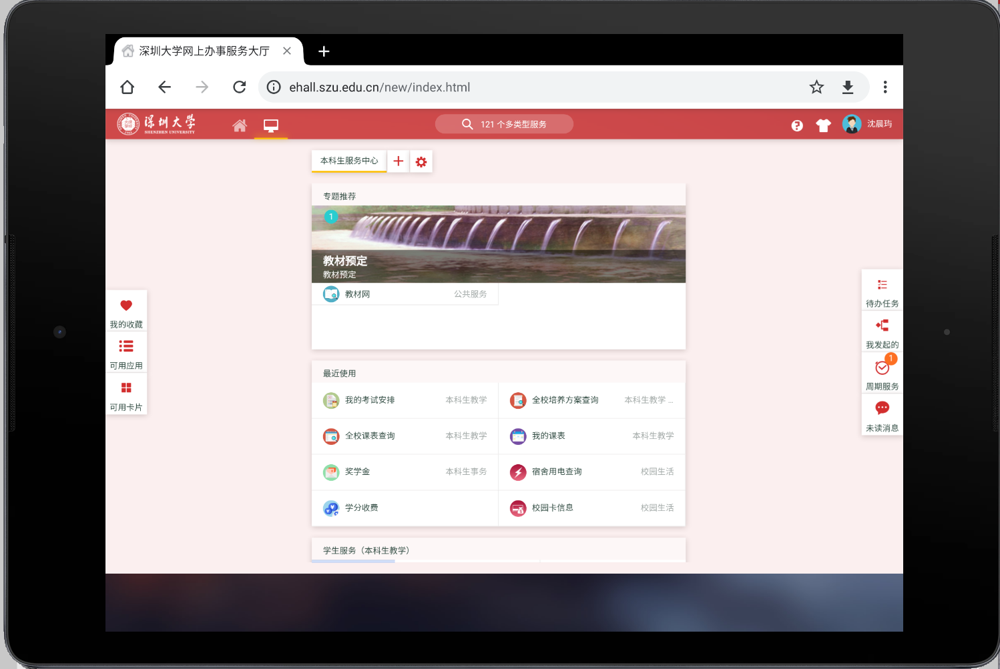 深圳大学网上办事服务大厅
ehall.szu.edu.cn/new/index.html
深圳大学
SHENZHEN UNIVERSITY
121 个多类型服务
沈晨玙
本科生服务中心
专题推荐
1
教材预定
教材预定
教材网 公共服务
最近使用
我的考试安排 本科生教学
全校培养方案查询 本科生教学 ...
全校课表查询 本科生教学
我的课表 本科生教学
奖学金 本科生事务
宿舍用电查询 校园生活
学分收费
校园卡信息 校园生活
学生服务（本科生教学）
我的收藏
可用应用
可用卡片
待办任务
我发起的
1
周期服务
未读消息